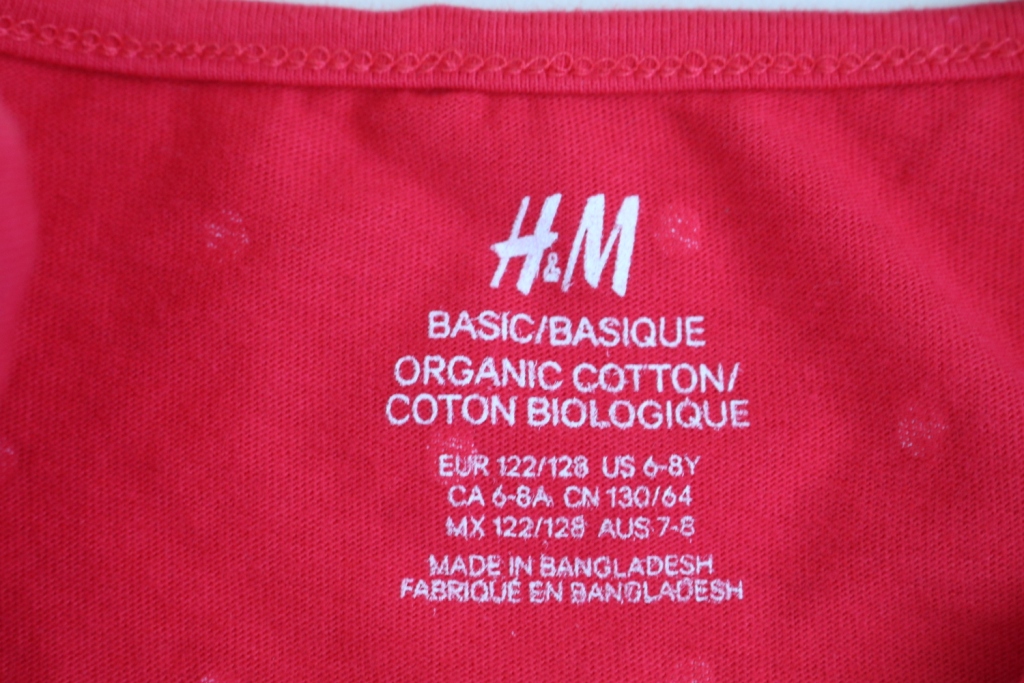 H&M
BASIC/BASIQUE
ORGANIC COTTON/
COTON BIOLOGIQUE
EUR 122/128 US 6-8Y
CA 6-8A CN 130/64
MX 122/128 AUS 7-8
MADE IN BANGLADESH
FABRIQUÉ EN BANGLADESH